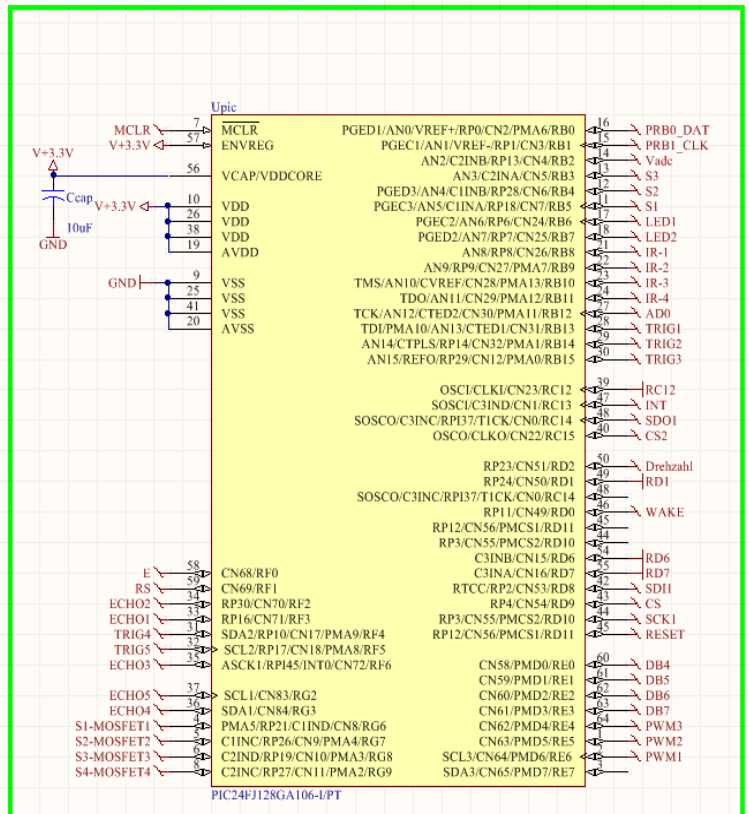 Upic
MCLR 7 MCLR PGED1/AN0/VREF+/RP0/CN2/PMA6/RB0 16 PRB0_DAT
V+3.3V 57 ENVREG PGEC1/AN1/VREF-/RP1/CN3/RB1 15 PRB1_CLK
AN2/C2INB/RP13/CN4/RB2 14 Vadc
V+3.3V 56 VCAP/VDDCORE AN3/C2INA/CN5/RB3 13 S3
PGED3/AN4/C1INB/RP28/CN6/RB4 12 S2
Ccap V+3.3V 10 VDD PGEC3/AN5/C1INA/RP18/CN7/RB5 11 S1
10uF 26 VDD PGEC2/AN6/RP6/CN24/RB6 17 LED1
38 VDD PGED2/AN7/RP7/CN25/RB7 18 LED2
GND 19 AVDD AN8/RP8/CN26/RB8 21 IR-1
AN9/RP9/CN27/PMA7/RB9 22 IR-2
GND 9 VSS TMS/AN10/CVREF/CN28/PMA13/RB10 23 IR-3
25 VSS TDO/AN11/CN29/PMA12/RB11 24 IR-4
41 VSS TCK/AN12/CTED2/CN30/PMA11/RB12 27 AD0
20 AVSS TDI/PMA10/AN13/CTED1/CN31/RB13 28 TRIG1
AN14/CTPLS/RP14/CN32/PMA1/RB14 29 TRIG2
AN15/REFO/RP29/CN12/PMA0/RB15 30 TRIG3
OSCI/CLKI/CN23/RC12 39 RC12
SOSCI/C3IND/CN1/RC13 47 INT
SOSCO/C3INC/RPI37/T1CK/CN0/RC14 48 SDO1
OSCO/CLKO/CN22/RC15 40 CS2
RP23/CN51/RD2 50 Drehzahl
RP24/CN50/RD1 49 RD1
SOSCO/C3INC/RPI37/T1CK/CN0/RC14 48
RP11/CN49/RD0 46 WAKE
RP12/CN56/PMCS1/RD11 45
RP3/CN55/PMCS2/RD10 44
C3INB/CN15/RD6 54 RD6
E 58 CN68/RF0 C3INA/CN16/RD7 55 RD7
RS 59 CN69/RF1 RTCC/RP2/CN53/RD8 42 SDI1
ECHO2 34 RP30/CN70/RF2 RP4/CN54/RD9 43 CS
ECHO1 33 RP16/CN71/RF3 RP3/CN55/PMCS2/RD10 44 SCK1
TRIG4 31 SDA2/RP10/CN17/PMA9/RF4 RP12/CN56/PMCS1/RD11 45 RESET
TRIG5 32 SCL2/RP17/CN18/PMA8/RF5
ECHO3 35 ASCK1/RPI45/INT0/CN72/RF6 CN58/PMD0/RE0 60 DB4
CN59/PMD1/RE1 61 DB5
ECHO5 37 SCL1/CN83/RG2 CN60/PMD2/RE2 62 DB6
ECHO4 36 SDA1/CN84/RG3 CN61/PMD3/RE3 63 DB7
S1-MOSFET1 4 PMA5/RP21/C1IND/CN8/RG6 CN62/PMD4/RE4 64 PWM3
S2-MOSFET2 5 C1INC/RP26/CN9/PMA4/RG7 CN63/PMD5/RE5 1 PWM2
S3-MOSFET3 6 C2IND/RP19/CN10/PMA3/RG8 SCL3/CN64/PMD6/RE6 2 PWM1
S4-MOSFET4 8 C2INC/RP27/CN11/PMA2/RG9 SDA3/CN65/PMD7/RE7 3
PIC24FJ128GA106-I/PT